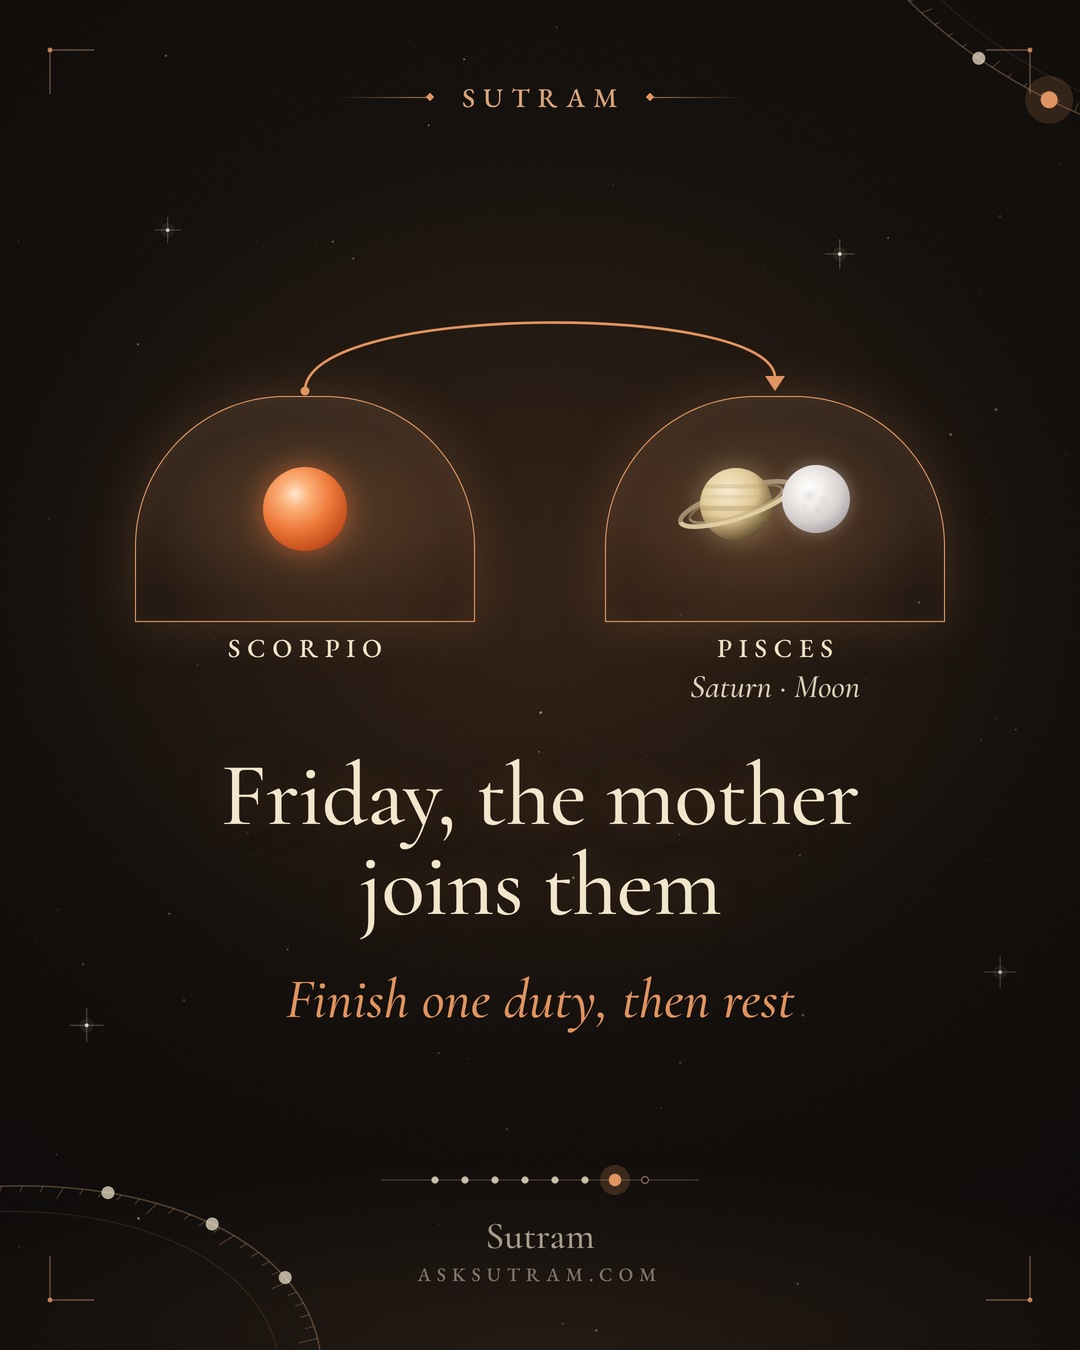 SUTRAM
SCORPIO
PISCES
Saturn · Moon
Friday, the mother
joins them
Finish one duty, then rest
Sutram
ASKSUTRAM.COM